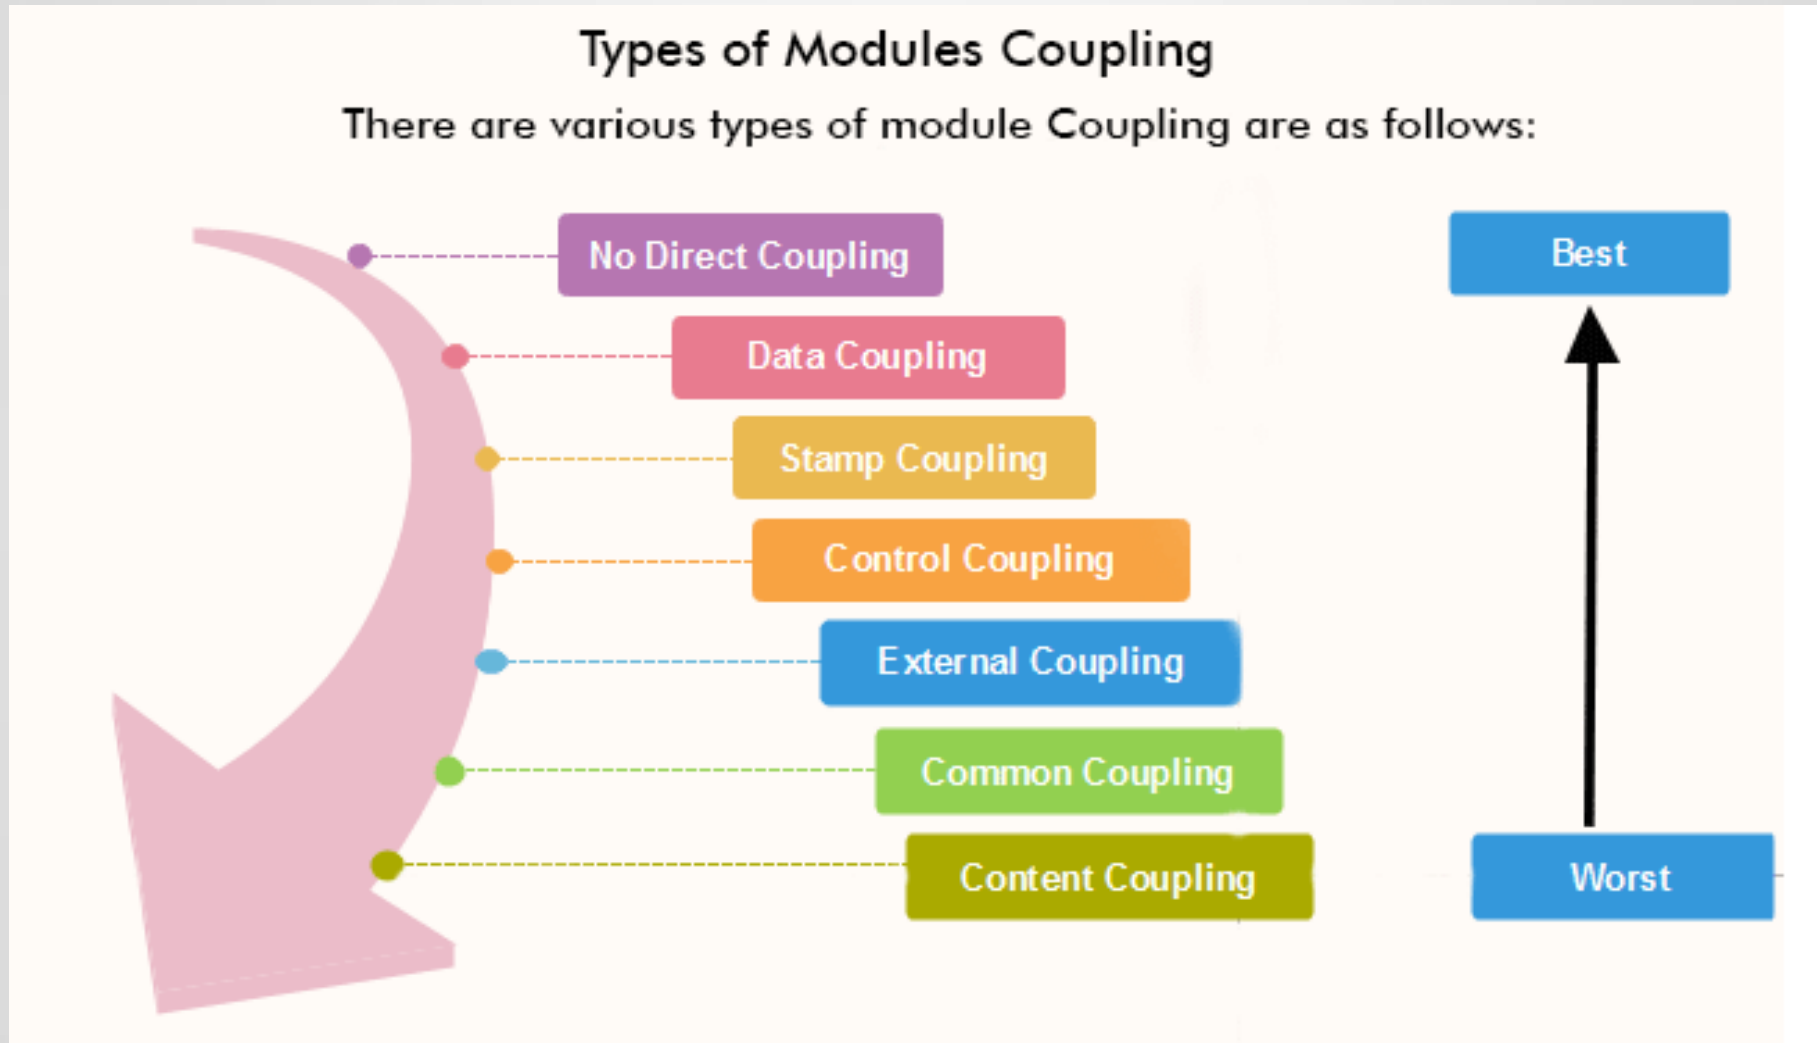 Types of Modules Coupling
There are various types of module Coupling are as follows:
No Direct Coupling
Best
Data Coupling
Stamp Coupling
Control Coupling
External Coupling
Common Coupling
Content Coupling
Worst